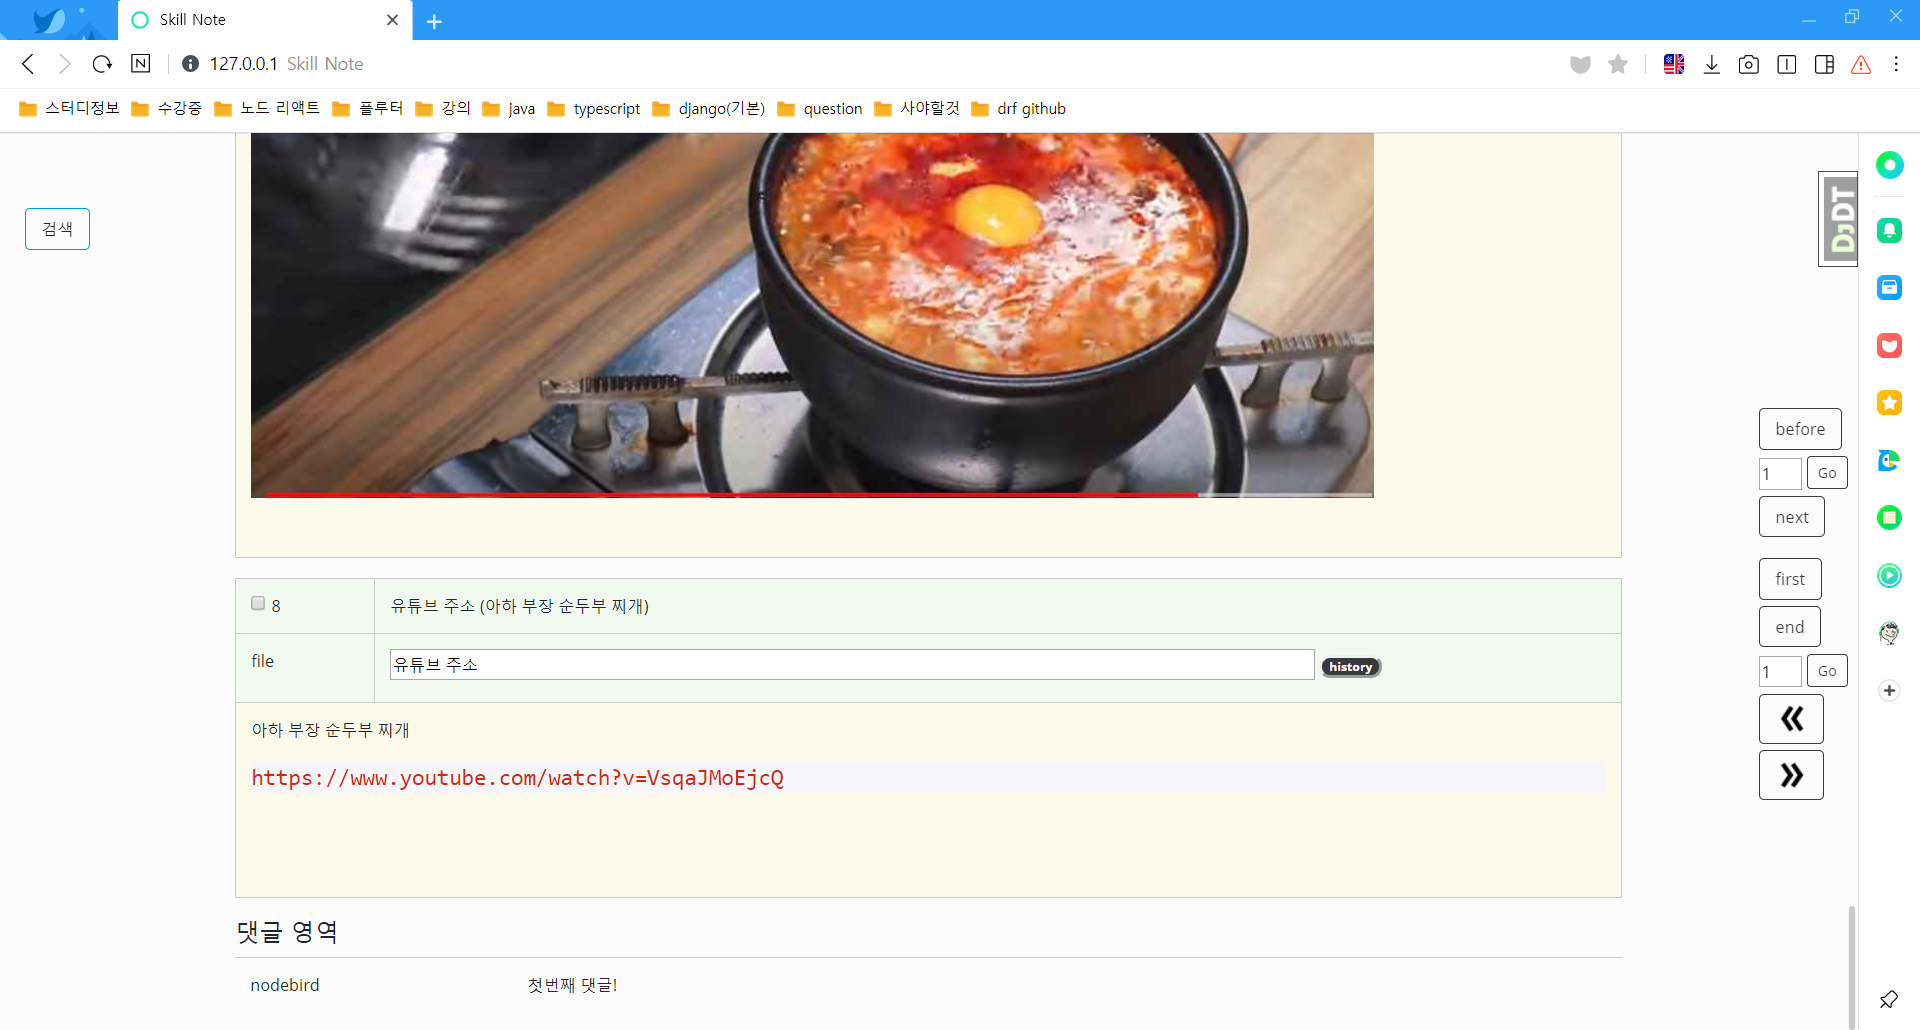 Skill Note
127.0.0.1 Skill Note
스터디정보 수강중 노드 리액트 플루터 강의 java typescript django(기본) question 사야할것 drf github
검색
DjDT
before
1 Go
next
first
end
1 Go
8 유튜브 주소 (아하 부장 순두부 찌개)
file 유튜브 주소 history
아하 부장 순두부 찌개
https://www.youtube.com/watch?v=VsqaJMoEjcQ
댓글 영역
nodebird 첫번째 댓글!